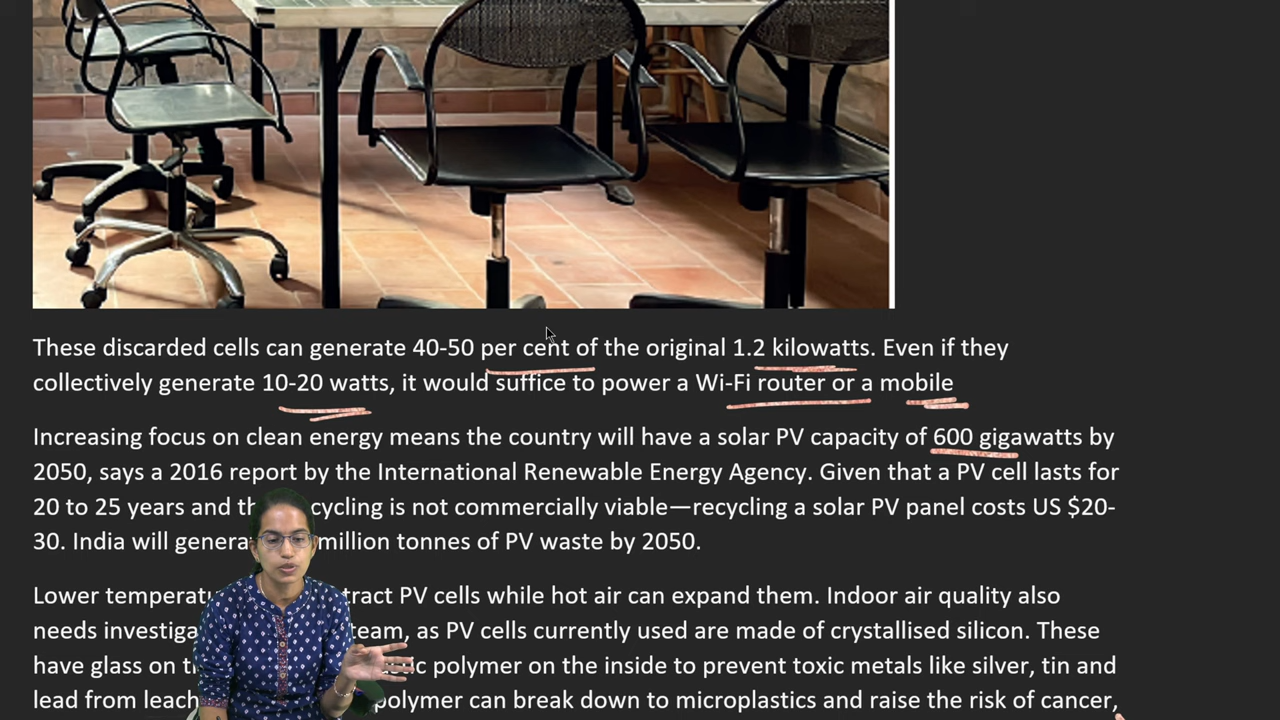 These discarded cells can generate 40-50 per cent of the original 1.2 kilowatts. Even if they
collectively generate 10-20 watts, it would suffice to power a Wi-Fi router or a mobile
Increasing focus on clean energy means the country will have a solar PV capacity of 600 gigawatts by
2050, says a 2016 report by the International Renewable Energy Agency. Given that a PV cell lasts for
20 to 25 years and cycling is not commercially viable—recycling a solar PV panel costs US $20-
30. India will million tonnes of PV waste by 2050.
Lower PV cells while hot air can expand them. Indoor air quality also
needs team, as PV cells currently used are made of crystallised silicon. These
have glass on polymer on the inside to prevent toxic metals like silver, tin and
lead from polymer can break down to microplastics and raise the risk of cancer,